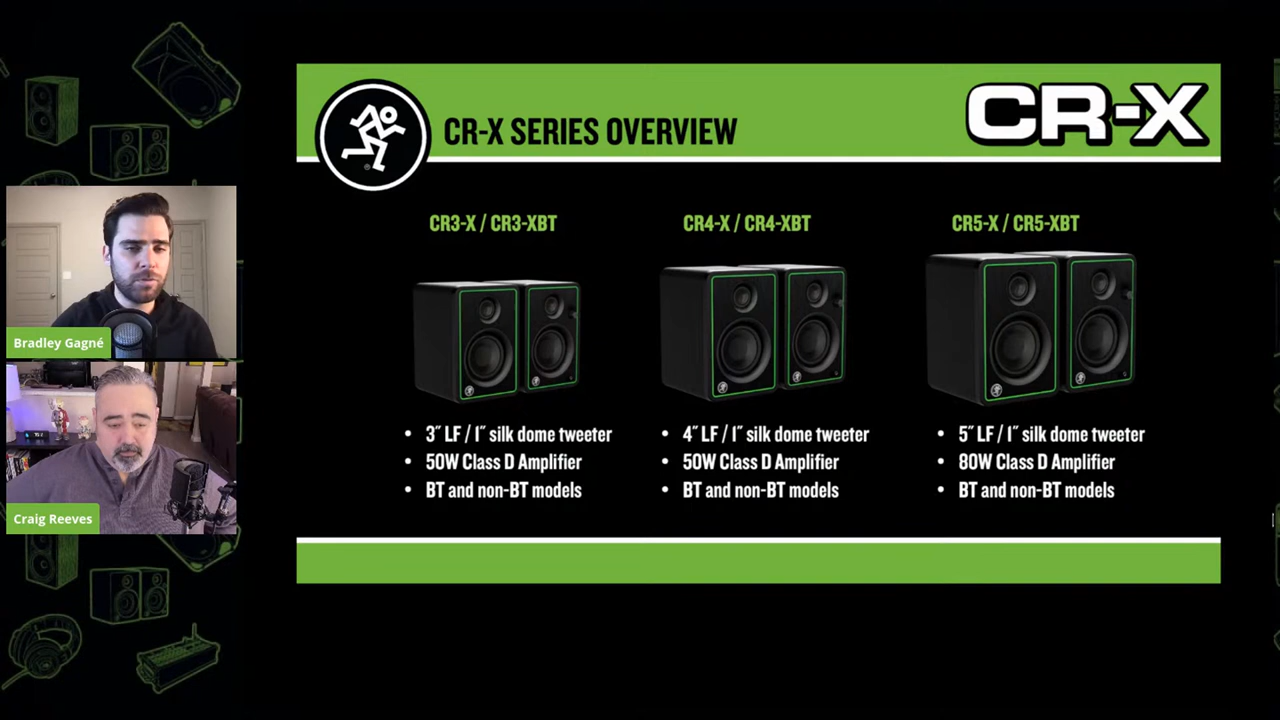 CR-X SERIES OVERVIEW
CR-X
CR3-X / CR3-XBT
• 3″ LF / 1″ silk dome tweeter
• 50W Class D Amplifier
• BT and non-BT models
CR4-X / CR4-XBT
• 4″ LF / 1″ silk dome tweeter
• 50W Class D Amplifier
• BT and non-BT models
CR5-X / CR5-XBT
• 5″ LF / 1″ silk dome tweeter
• 80W Class D Amplifier
• BT and non-BT models
Bradley Gagné
Craig Reeves